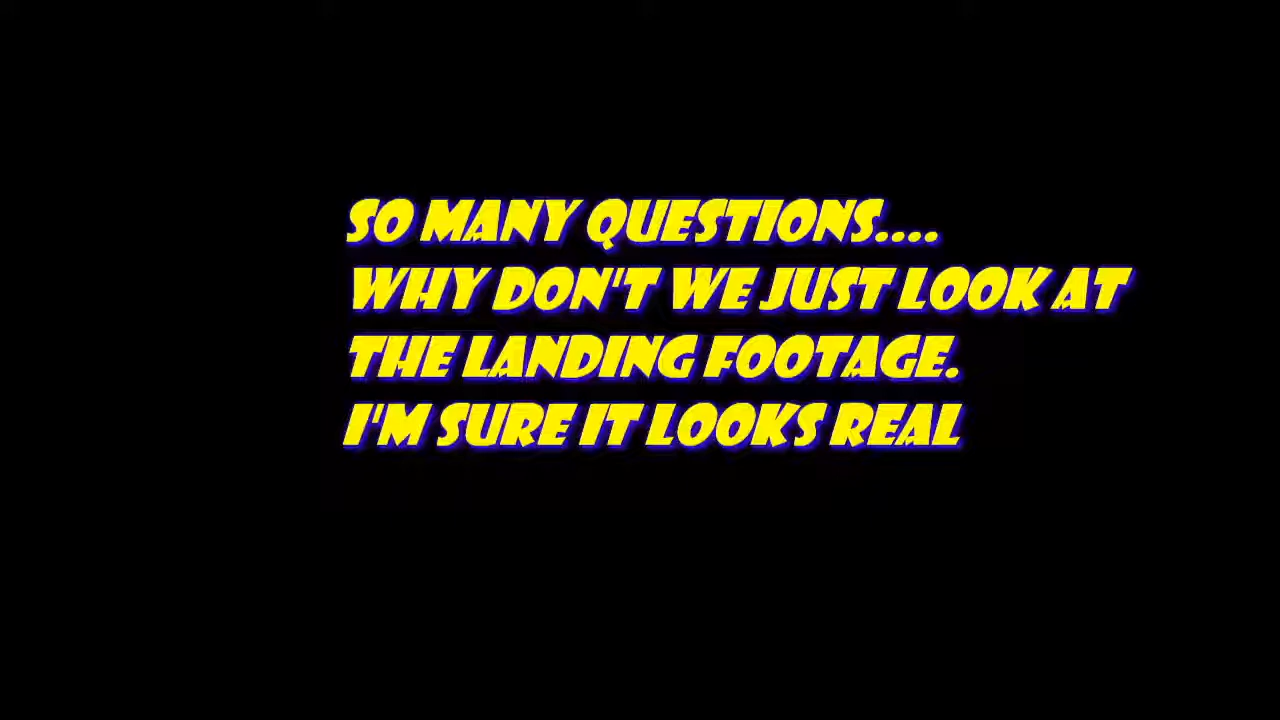 SO MANY QUESTIONS....
WHY DON'T WE JUST LOOK AT
THE LANDING FOOTAGE.
I'M SURE IT LOOKS REAL